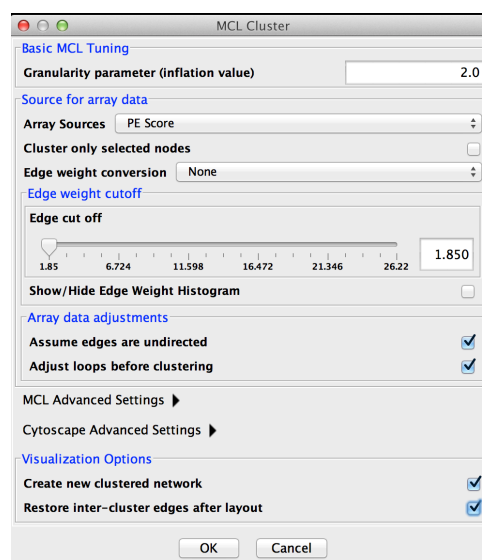 MCL Cluster
Basic MCL Tuning
Granularity parameter (inflation value) 2.0
Source for array data
Array Sources PE Score
Cluster only selected nodes
Edge weight conversion None
Edge weight cutoff
Edge cut off
1.850
1.85 6.724 11.598 16.472 21.346 26.22
Show/Hide Edge Weight Histogram
Array data adjustments
Assume edges are undirected
Adjust loops before clustering
MCL Advanced Settings
Cytoscape Advanced Settings
Visualization Options
Create new clustered network
Restore inter-cluster edges after layout
OK Cancel